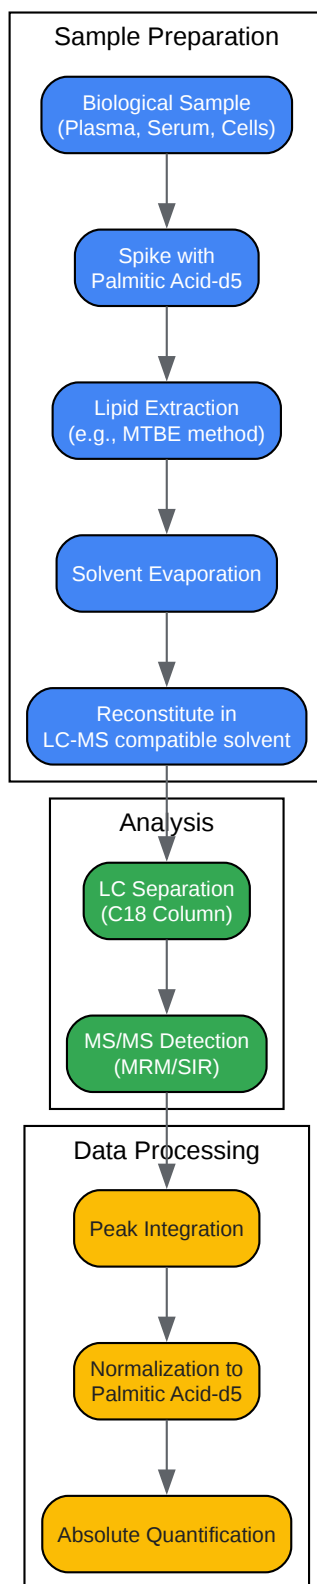 Sample Preparation
Biological Sample
(Plasma, Serum, Cells)
Spike with
Palmitic Acid-d5
Lipid Extraction
(e.g., MTBE method)
Solvent Evaporation
Reconstitute in
LC-MS compatible solvent
Analysis
LC Separation
(C18 Column)
MS/MS Detection
(MRM/SIR)
Data Processing
Peak Integration
Normalization to
Palmitic Acid-d5
Absolute Quantification